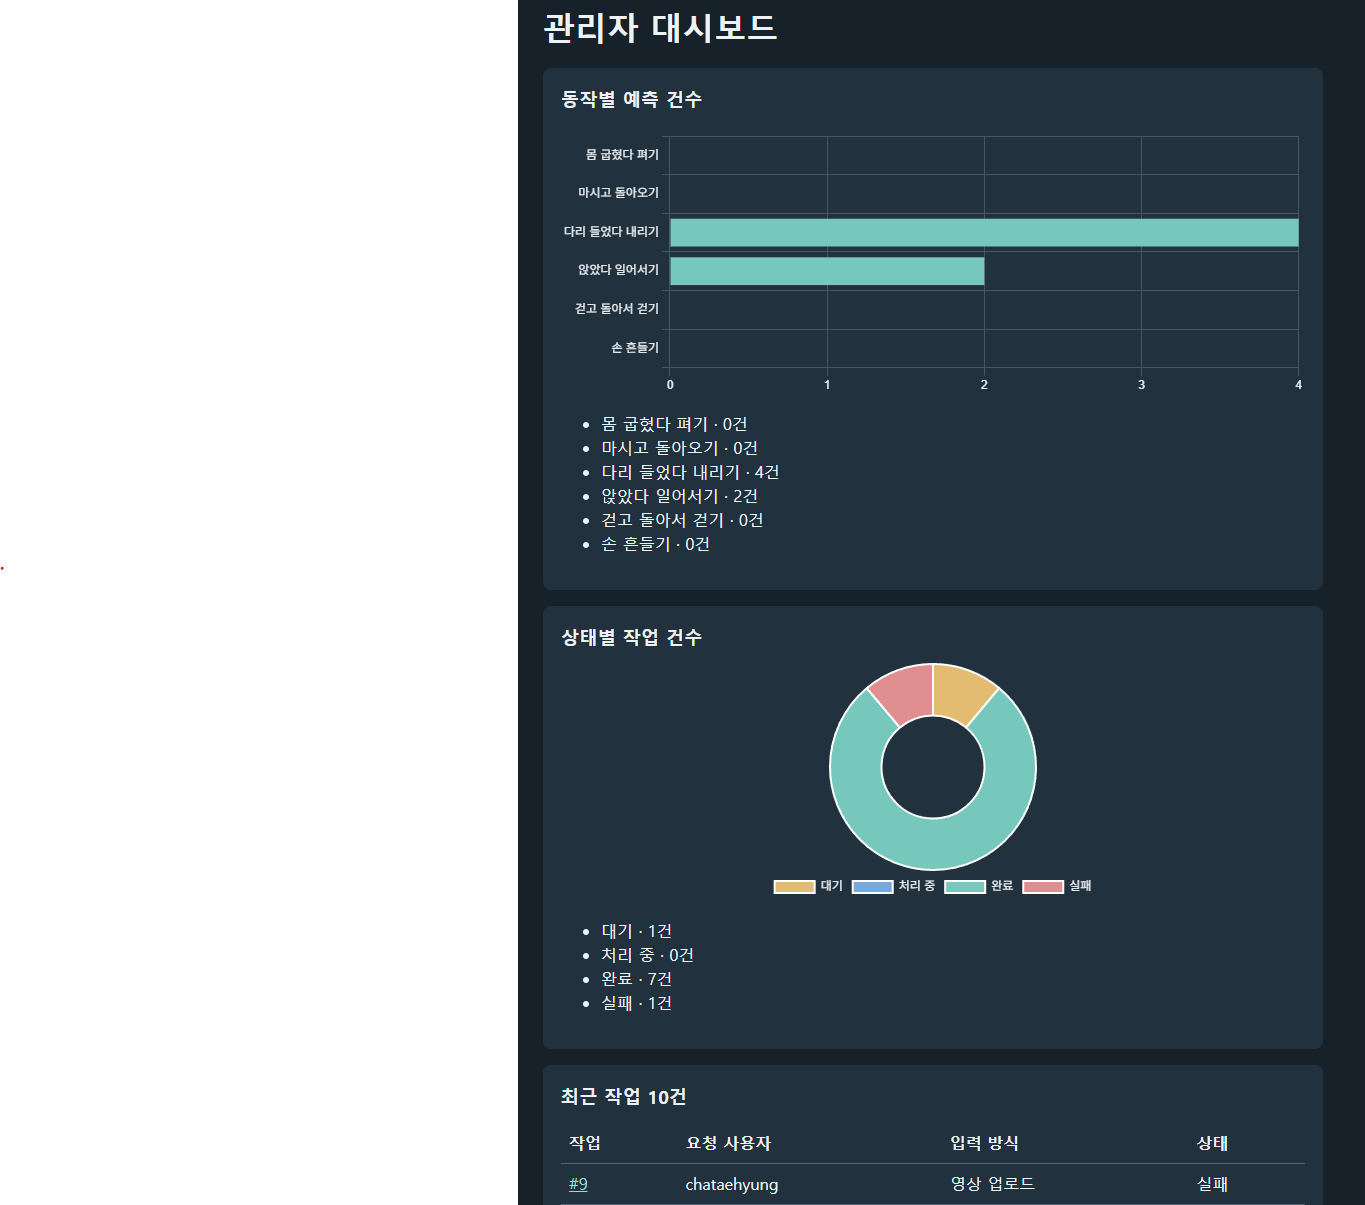 관리자 대시보드
동작별 예측 건수
몸 굽혔다 펴기
마시고 돌아오기
다리 들었다 내리기
앉았다 일어서기
걷고 돌아서 걷기
손 흔들기
0 1 2 3 4
• 몸 굽혔다 펴기 · 0건
• 마시고 돌아오기 · 0건
• 다리 들었다 내리기 · 4건
• 앉았다 일어서기 · 2건
• 걷고 돌아서 걷기 · 0건
• 손 흔들기 · 0건
상태별 작업 건수
대기 처리 중 완료 실패
• 대기 · 1건
• 처리 중 · 0건
• 완료 · 7건
• 실패 · 1건
최근 작업 10건
작업 요청 사용자 입력 방식 상태
#9 chataehyung 영상 업로드 실패